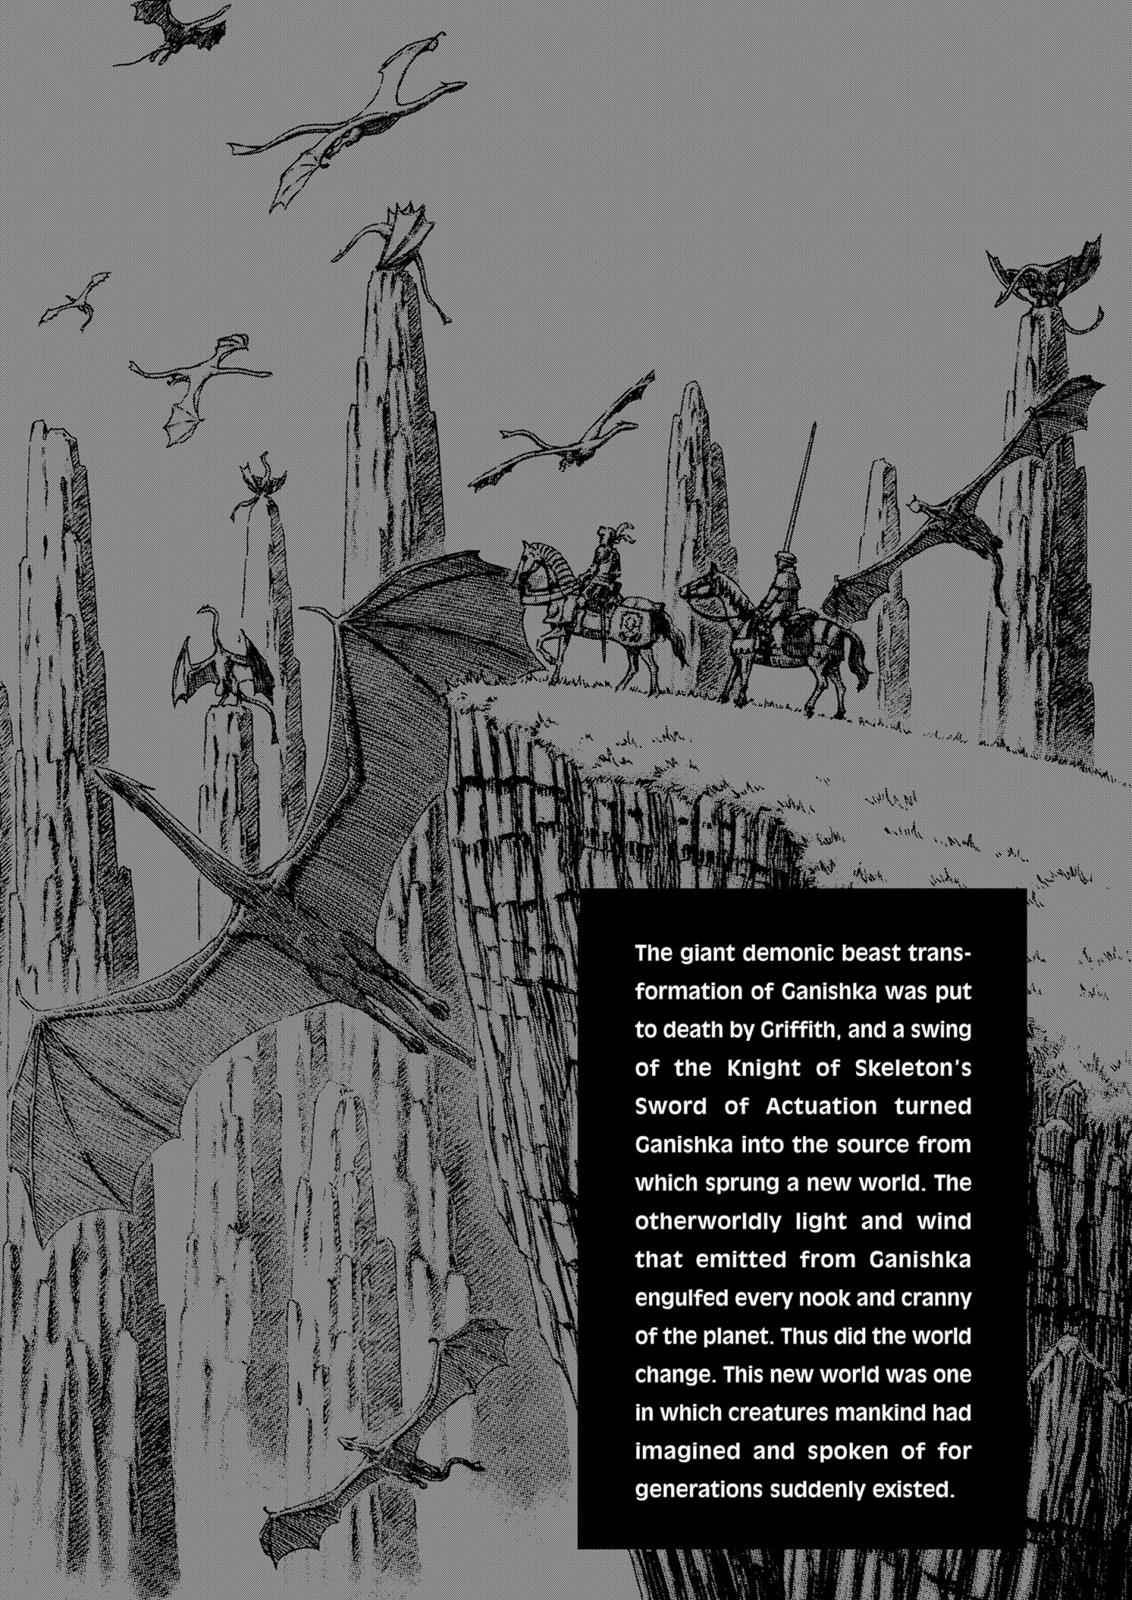 The giant demonic beast trans-
formation of Ganishka was put
to death by Griffith, and a swing
of the Knight of Skeleton's
Sword of Actuation turned
Ganishka into the source from
which sprung a new world. The
otherworldly light and wind
that emitted from Ganishka
engulfed every nook and cranny
of the planet. Thus did the world
change. This new world was one
in which creatures mankind had
imagined and spoken of for
generations suddenly existed.